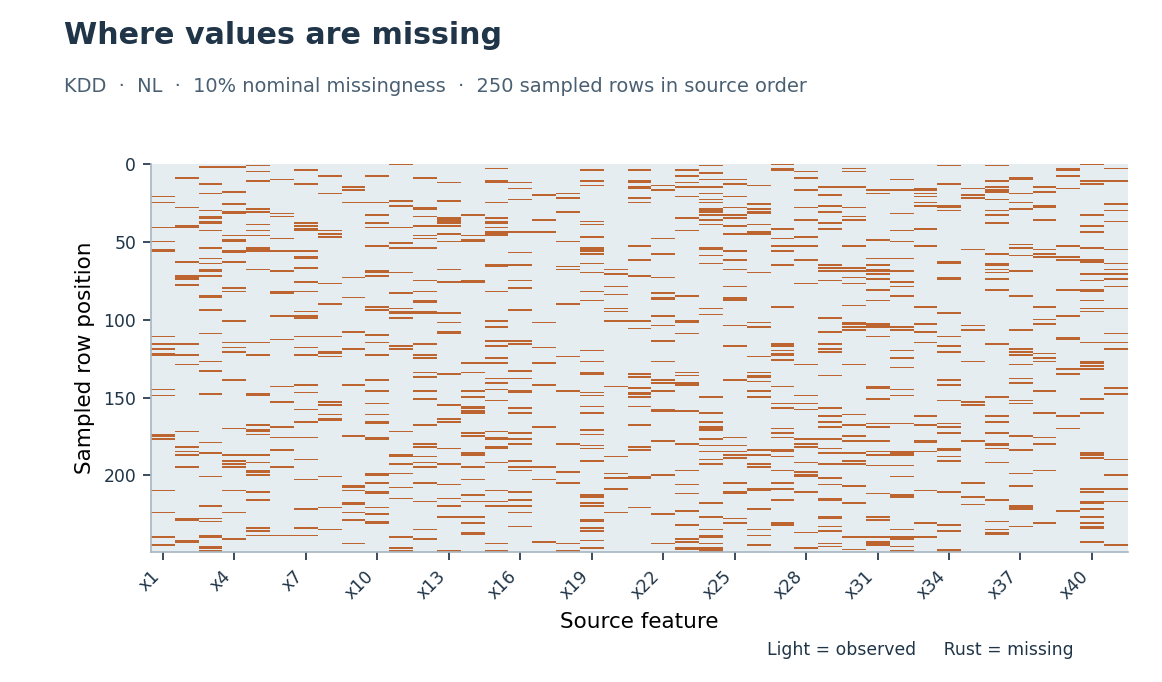 Where values are missing
KDD · NL · 10% nominal missingness · 250 sampled rows in source order
0
50
100
150
200
Sampled row position
x1 x4 x7 x10 x13 x16 x19 x22 x25 x28 x31 x34 x37 x40
Source feature
Light = observed Rust = missing